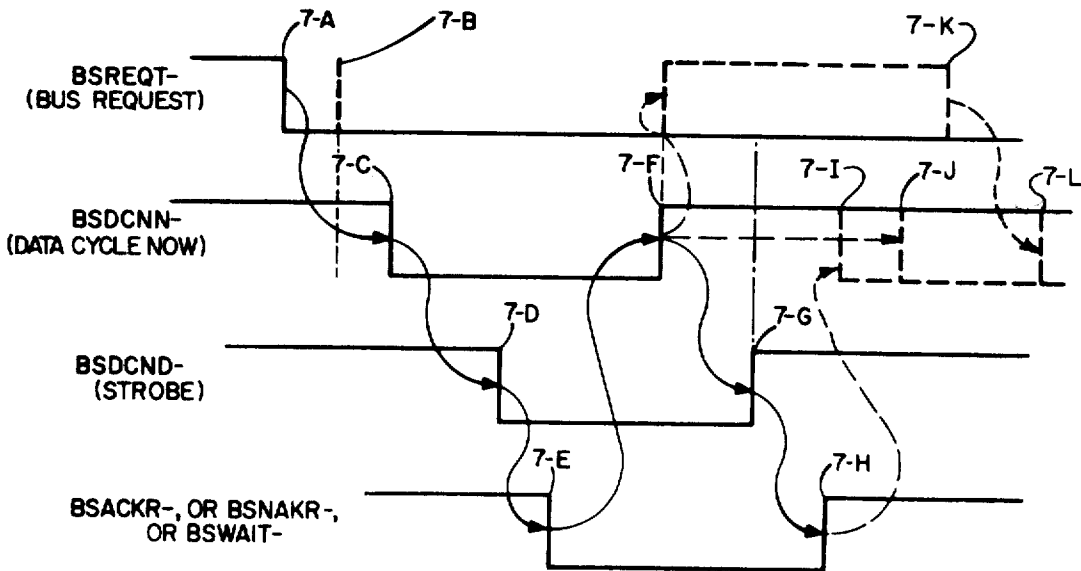 7-A
7-B
7-K
BSREQT-
(BUS REQUEST)
7-C
7-F
7-I
7-J
7-L
BSDCNN-
(DATA CYCLE NOW)
7-D
7-G
BSDCND-
(STROBE)
7-E
7-H
BSACKR-, OR BSNAKR-,
OR BSWAIT-